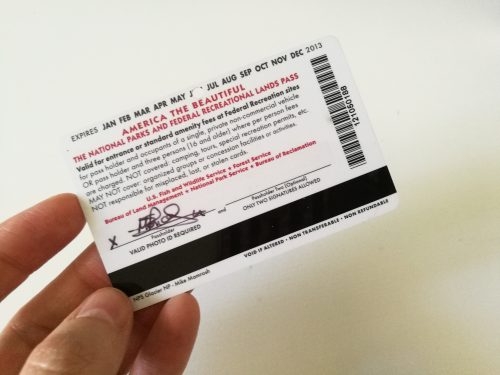 EXPIRES JAN FEB MAR APR MAY JUL AUG SEP OCT NOV DEC 2013
AMERICA THE BEAUTIFUL
THE NATIONAL PARKS AND FEDERAL RECREATIONAL LANDS PASS
Valid for entrance or standard amenity fees at Federal Recreation sites
for pass holder and occupants of a single, private non-commercial vehicle
OR pass holder and three persons (16 and older) where per person fees
are charged. NOT covered: camping, tours, special recreation permits, etc.
MAY NOT cover: organized groups or concession facilities or activities.
NOT responsible for misplaced, lost, or stolen cards.
U.S. Fish and Wildlife Service • Forest Service
Bureau of Land Management • National Park Service • Bureau of Reclamation
X
and
Passholder
Passholder Two (Optional)
VALID PHOTO ID REQUIRED
ONLY TWO SIGNATURES ALLOWED
VOID IF ALTERED • NON TRANSFERABLE • NON REFUNDABLE
NPS Glacier NP - Mike Momrosh